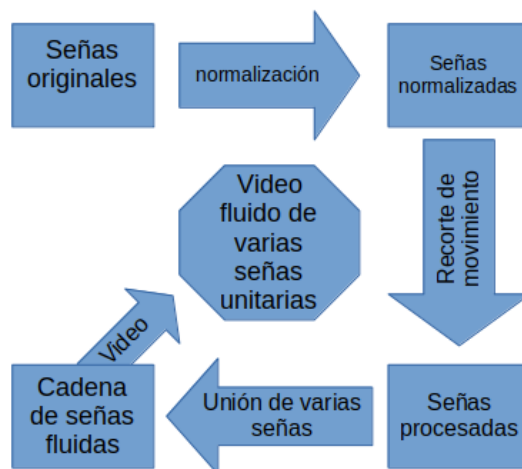 Señas
originales
normalización
Señas
normalizadas
Recorte de
movimiento
Señas
procesadas
Unión de varias
señas
Cadena
de señas
fluidas
Video
Video
fluido de
varias
señas
unitarias